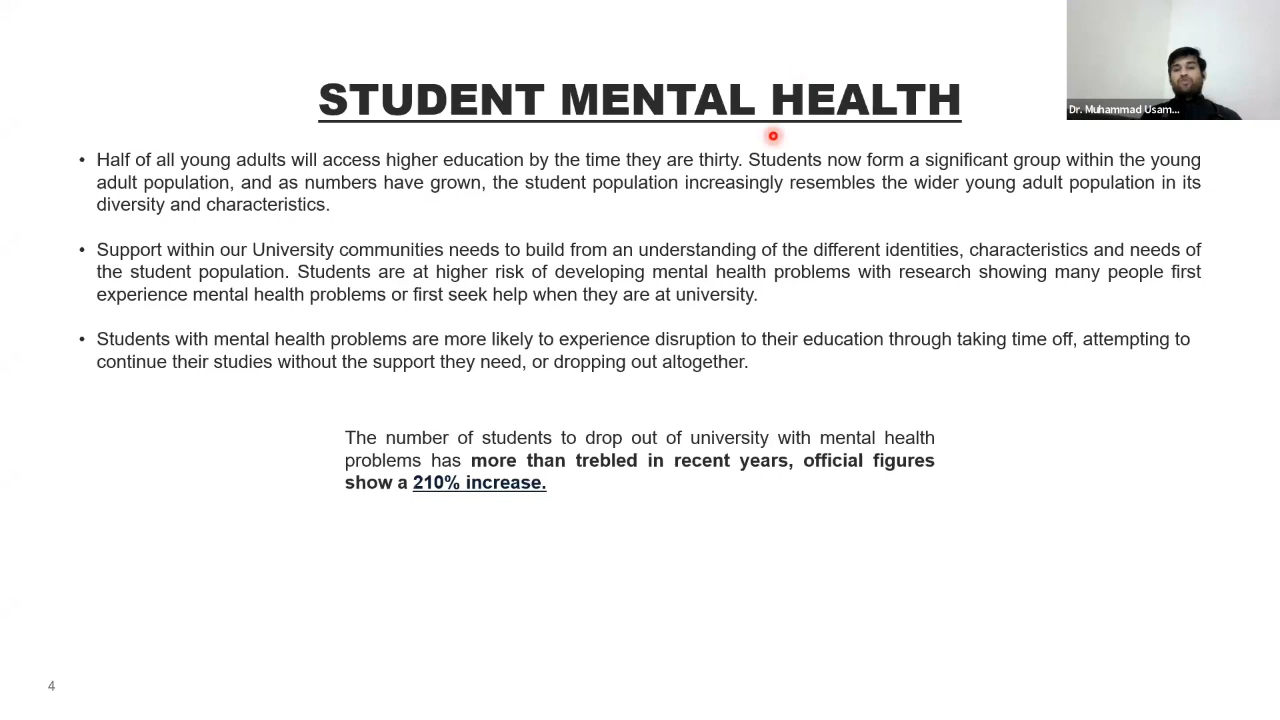 STUDENT MENTAL HEALTH
Dr. Muhammad Usam...
• Half of all young adults will access higher education by the time they are thirty. Students now form a significant group within the young
adult population, and as numbers have grown, the student population increasingly resembles the wider young adult population in its
diversity and characteristics.
• Support within our University communities needs to build from an understanding of the different identities, characteristics and needs of
the student population. Students are at higher risk of developing mental health problems with research showing many people first
experience mental health problems or first seek help when they are at university.
• Students with mental health problems are more likely to experience disruption to their education through taking time off, attempting to
continue their studies without the support they need, or dropping out altogether.
The number of students to drop out of university with mental health
problems has more than trebled in recent years, official figures
show a 210% increase.
4